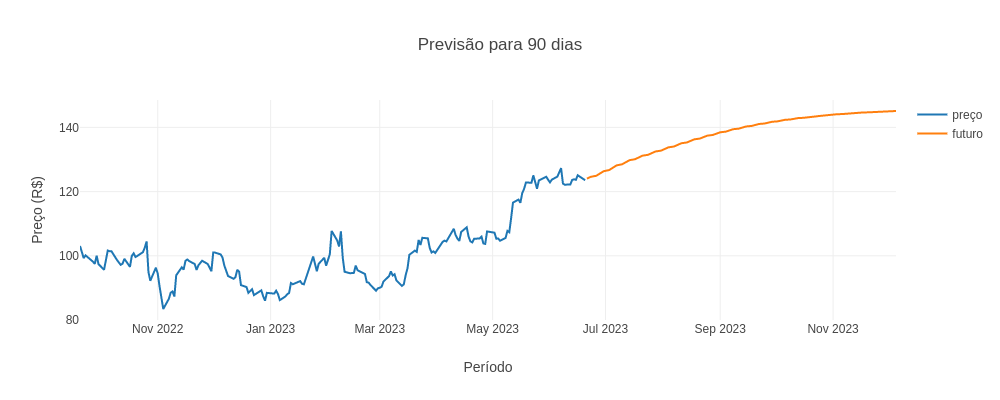 Previsão para 90 dias
Preço (R$)
140
120
100
80
Nov 2022 Jan 2023 Mar 2023 May 2023 Jul 2023 Sep 2023 Nov 2023
Período
preço
futuro